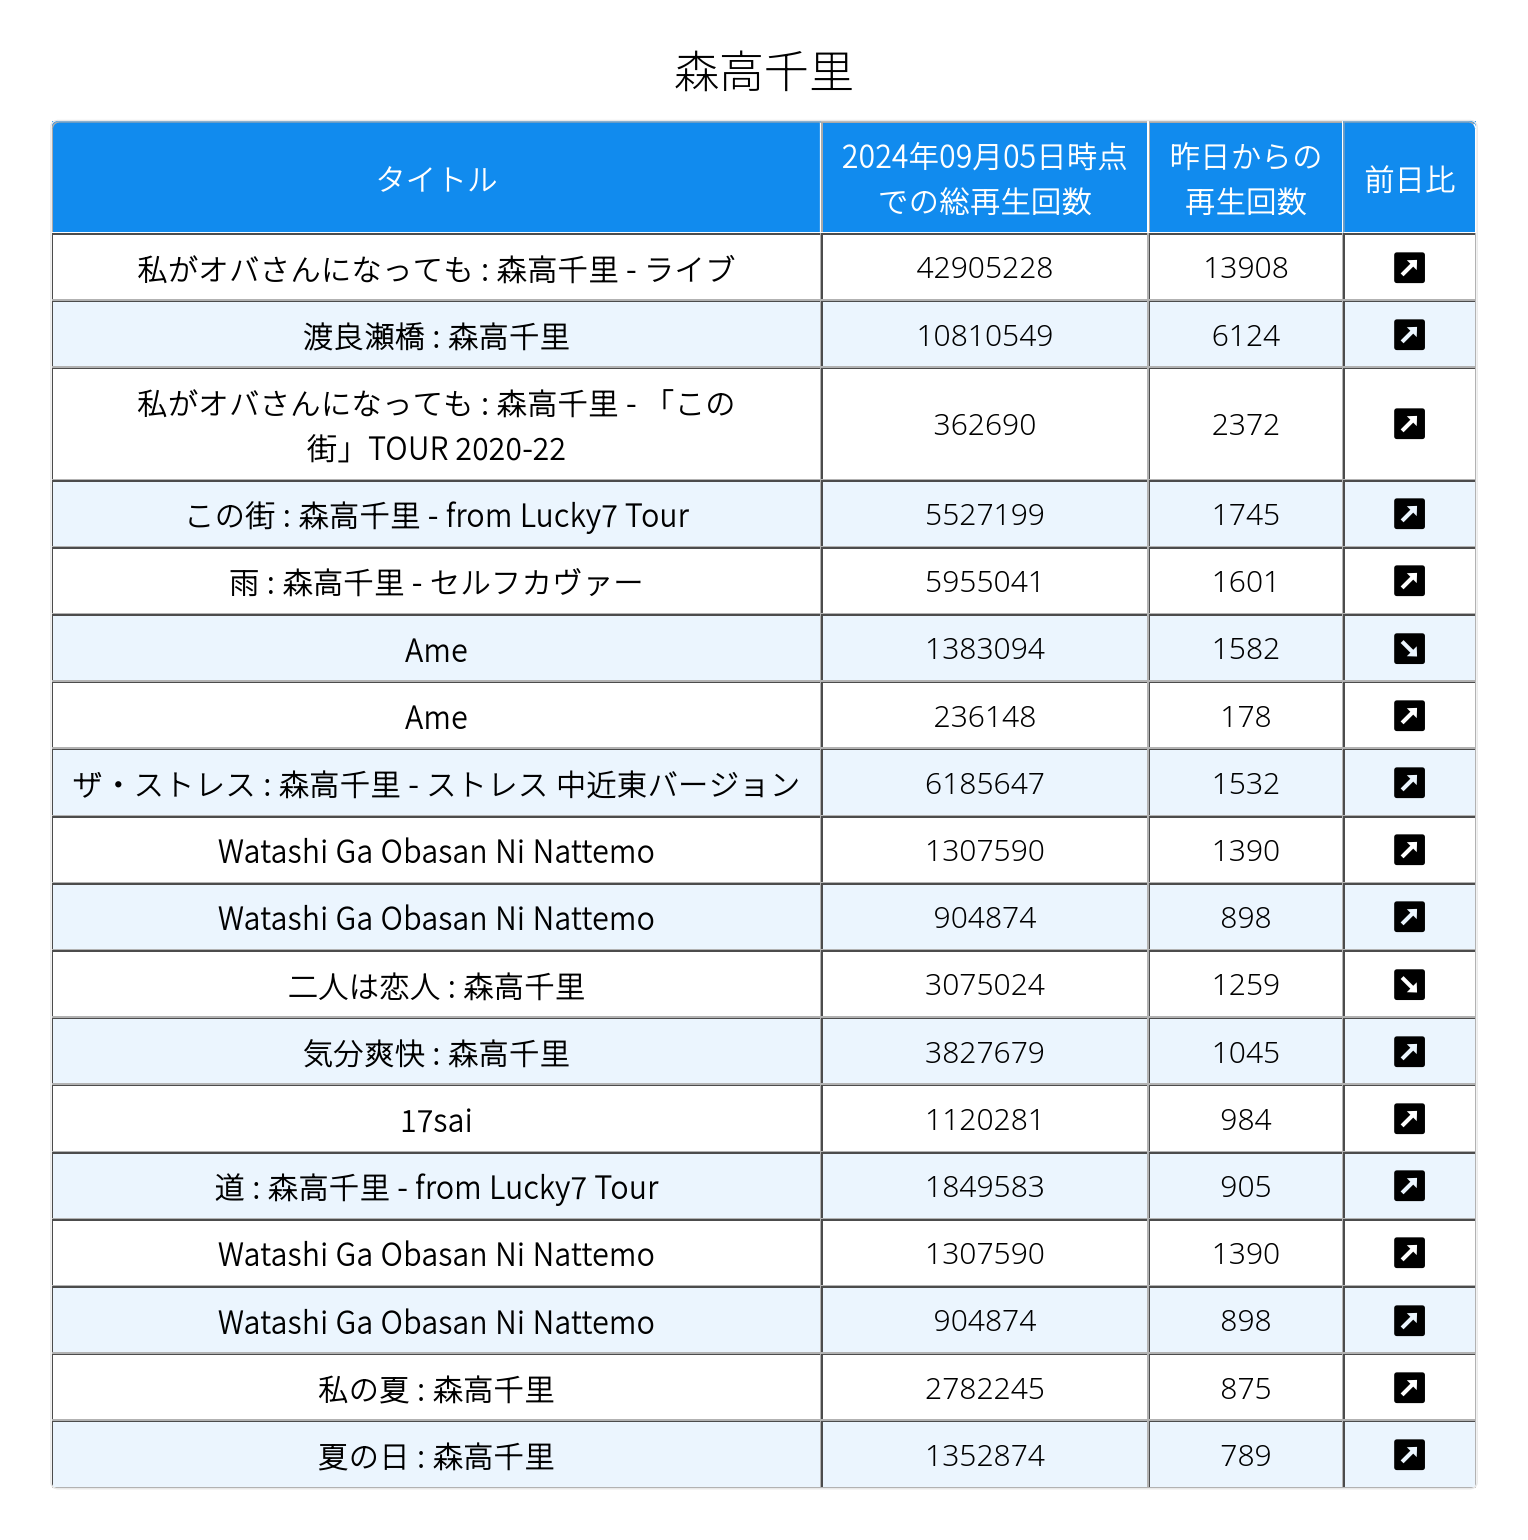 森高千里
タイトル
2024年09月05日時点
での総再生回数
昨日からの
再生回数
前日比
私がオバさんになっても : 森高千里 - ライブ 42905228 13908
渡良瀬橋 : 森高千里 10810549 6124
私がオバさんになっても : 森高千里 - 「この
街」TOUR 2020-22 362690 2372
この街 : 森高千里 - from Lucky7 Tour 5527199 1745
雨 : 森高千里 - セルフカヴァー 5955041 1601
Ame 1383094 1582
Ame 236148 178
ザ・ストレス : 森高千里 - ストレス 中近東バージョン 6185647 1532
Watashi Ga Obasan Ni Nattemo 1307590 1390
Watashi Ga Obasan Ni Nattemo 904874 898
二人は恋人 : 森高千里 3075024 1259
気分爽快 : 森高千里 3827679 1045
17sai 1120281 984
道 : 森高千里 - from Lucky7 Tour 1849583 905
Watashi Ga Obasan Ni Nattemo 1307590 1390
Watashi Ga Obasan Ni Nattemo 904874 898
私の夏 : 森高千里 2782245 875
夏の日 : 森高千里 1352874 789